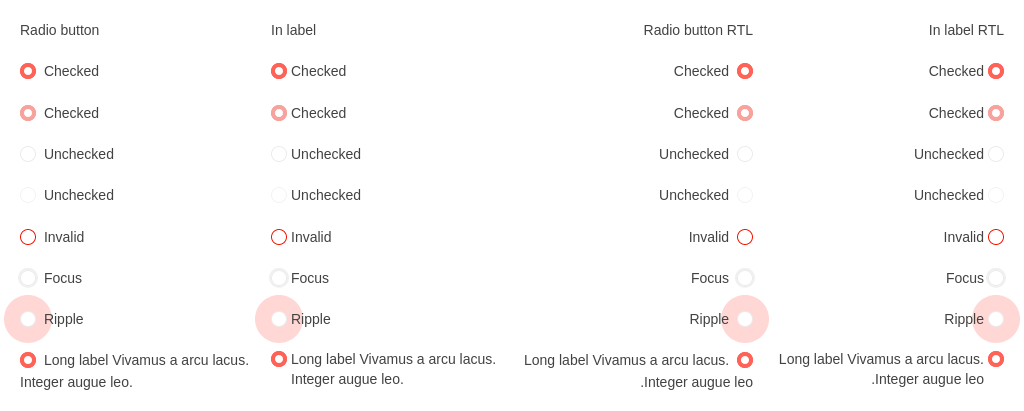 Radio button
Checked
Checked
Unchecked
Unchecked
Invalid
Focus
Ripple
Long label Vivamus a arcu lacus.
Integer augue leo.
In label
Checked
Checked
Unchecked
Unchecked
Invalid
Focus
Ripple
Long label Vivamus a arcu lacus.
Integer augue leo.
Radio button RTL
Checked
Checked
Unchecked
Unchecked
Invalid
Focus
Ripple
Long label Vivamus a arcu lacus.
.Integer augue leo
In label RTL
Checked
Checked
Unchecked
Unchecked
Invalid
Focus
Ripple
Long label Vivamus a arcu lacus.
.Integer augue leo